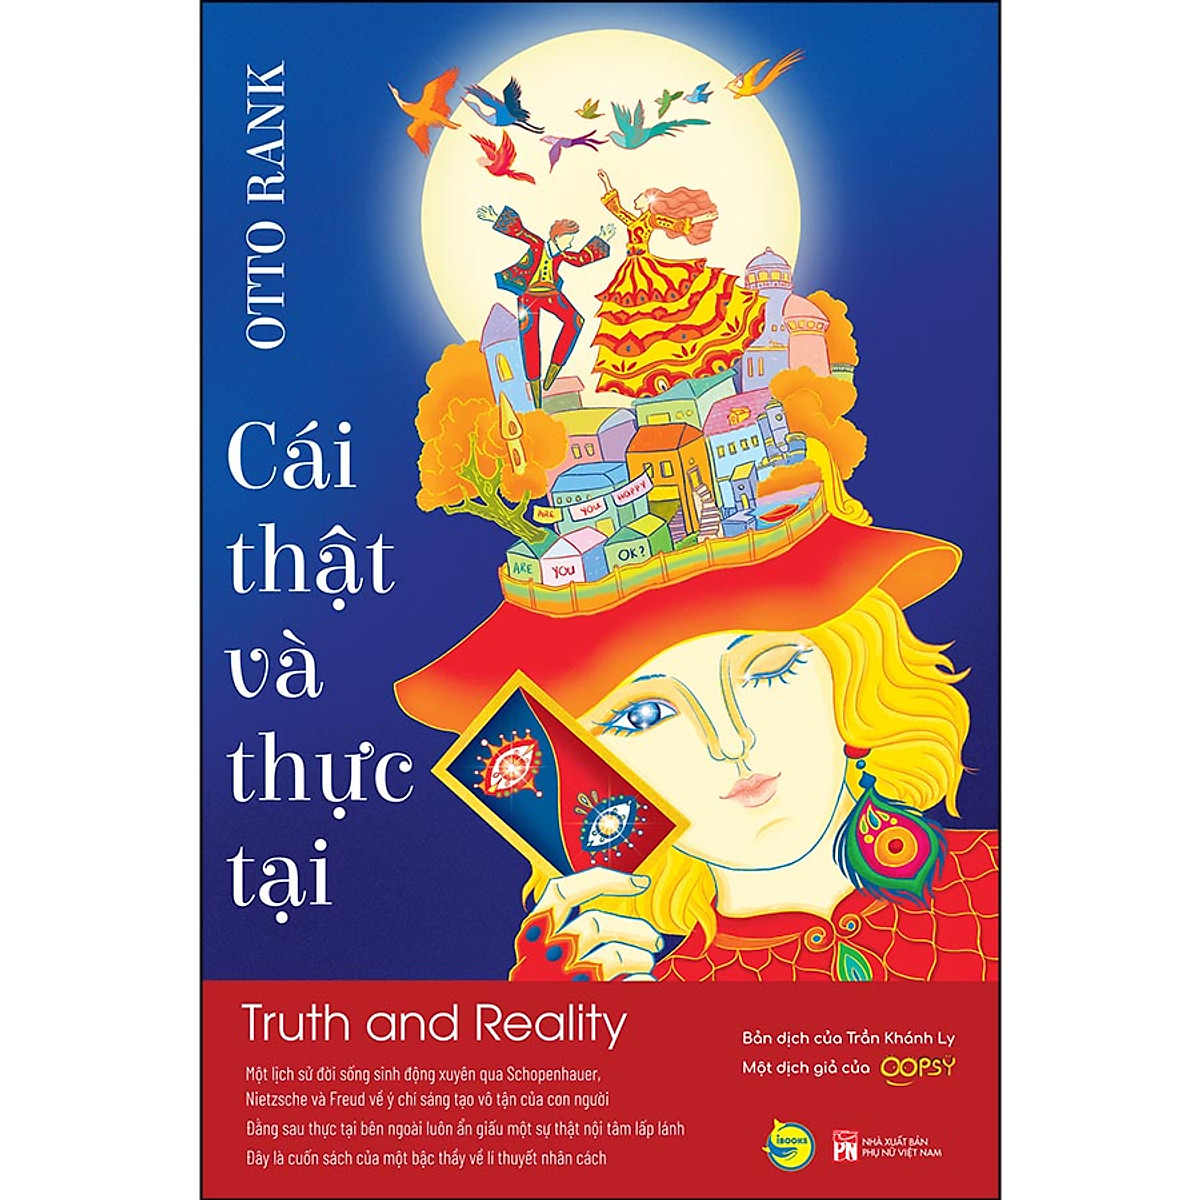 OTTO RANK
Cái
thật
và
thực
tại
ARE YOU HAPPY
ARE YOU OK?
Truth and Reality
Một lịch sử đời sống sinh động xuyên qua Schopenhauer,
Nietzsche và Freud về ý chí sáng tạo vô tận của con người
Đằng sau thực tại bên ngoài luôn ẩn giấu một sự thật nội tâm lấp lánh
Đây là cuốn sách của một bậc thầy về lí thuyết nhân cách
Bản dịch của Trần Khánh Ly
Một dịch giả của OOPSY
iBOOKS
PN
NHÀ XUẤT BẢN
PHỤ NỮ VIỆT NAM